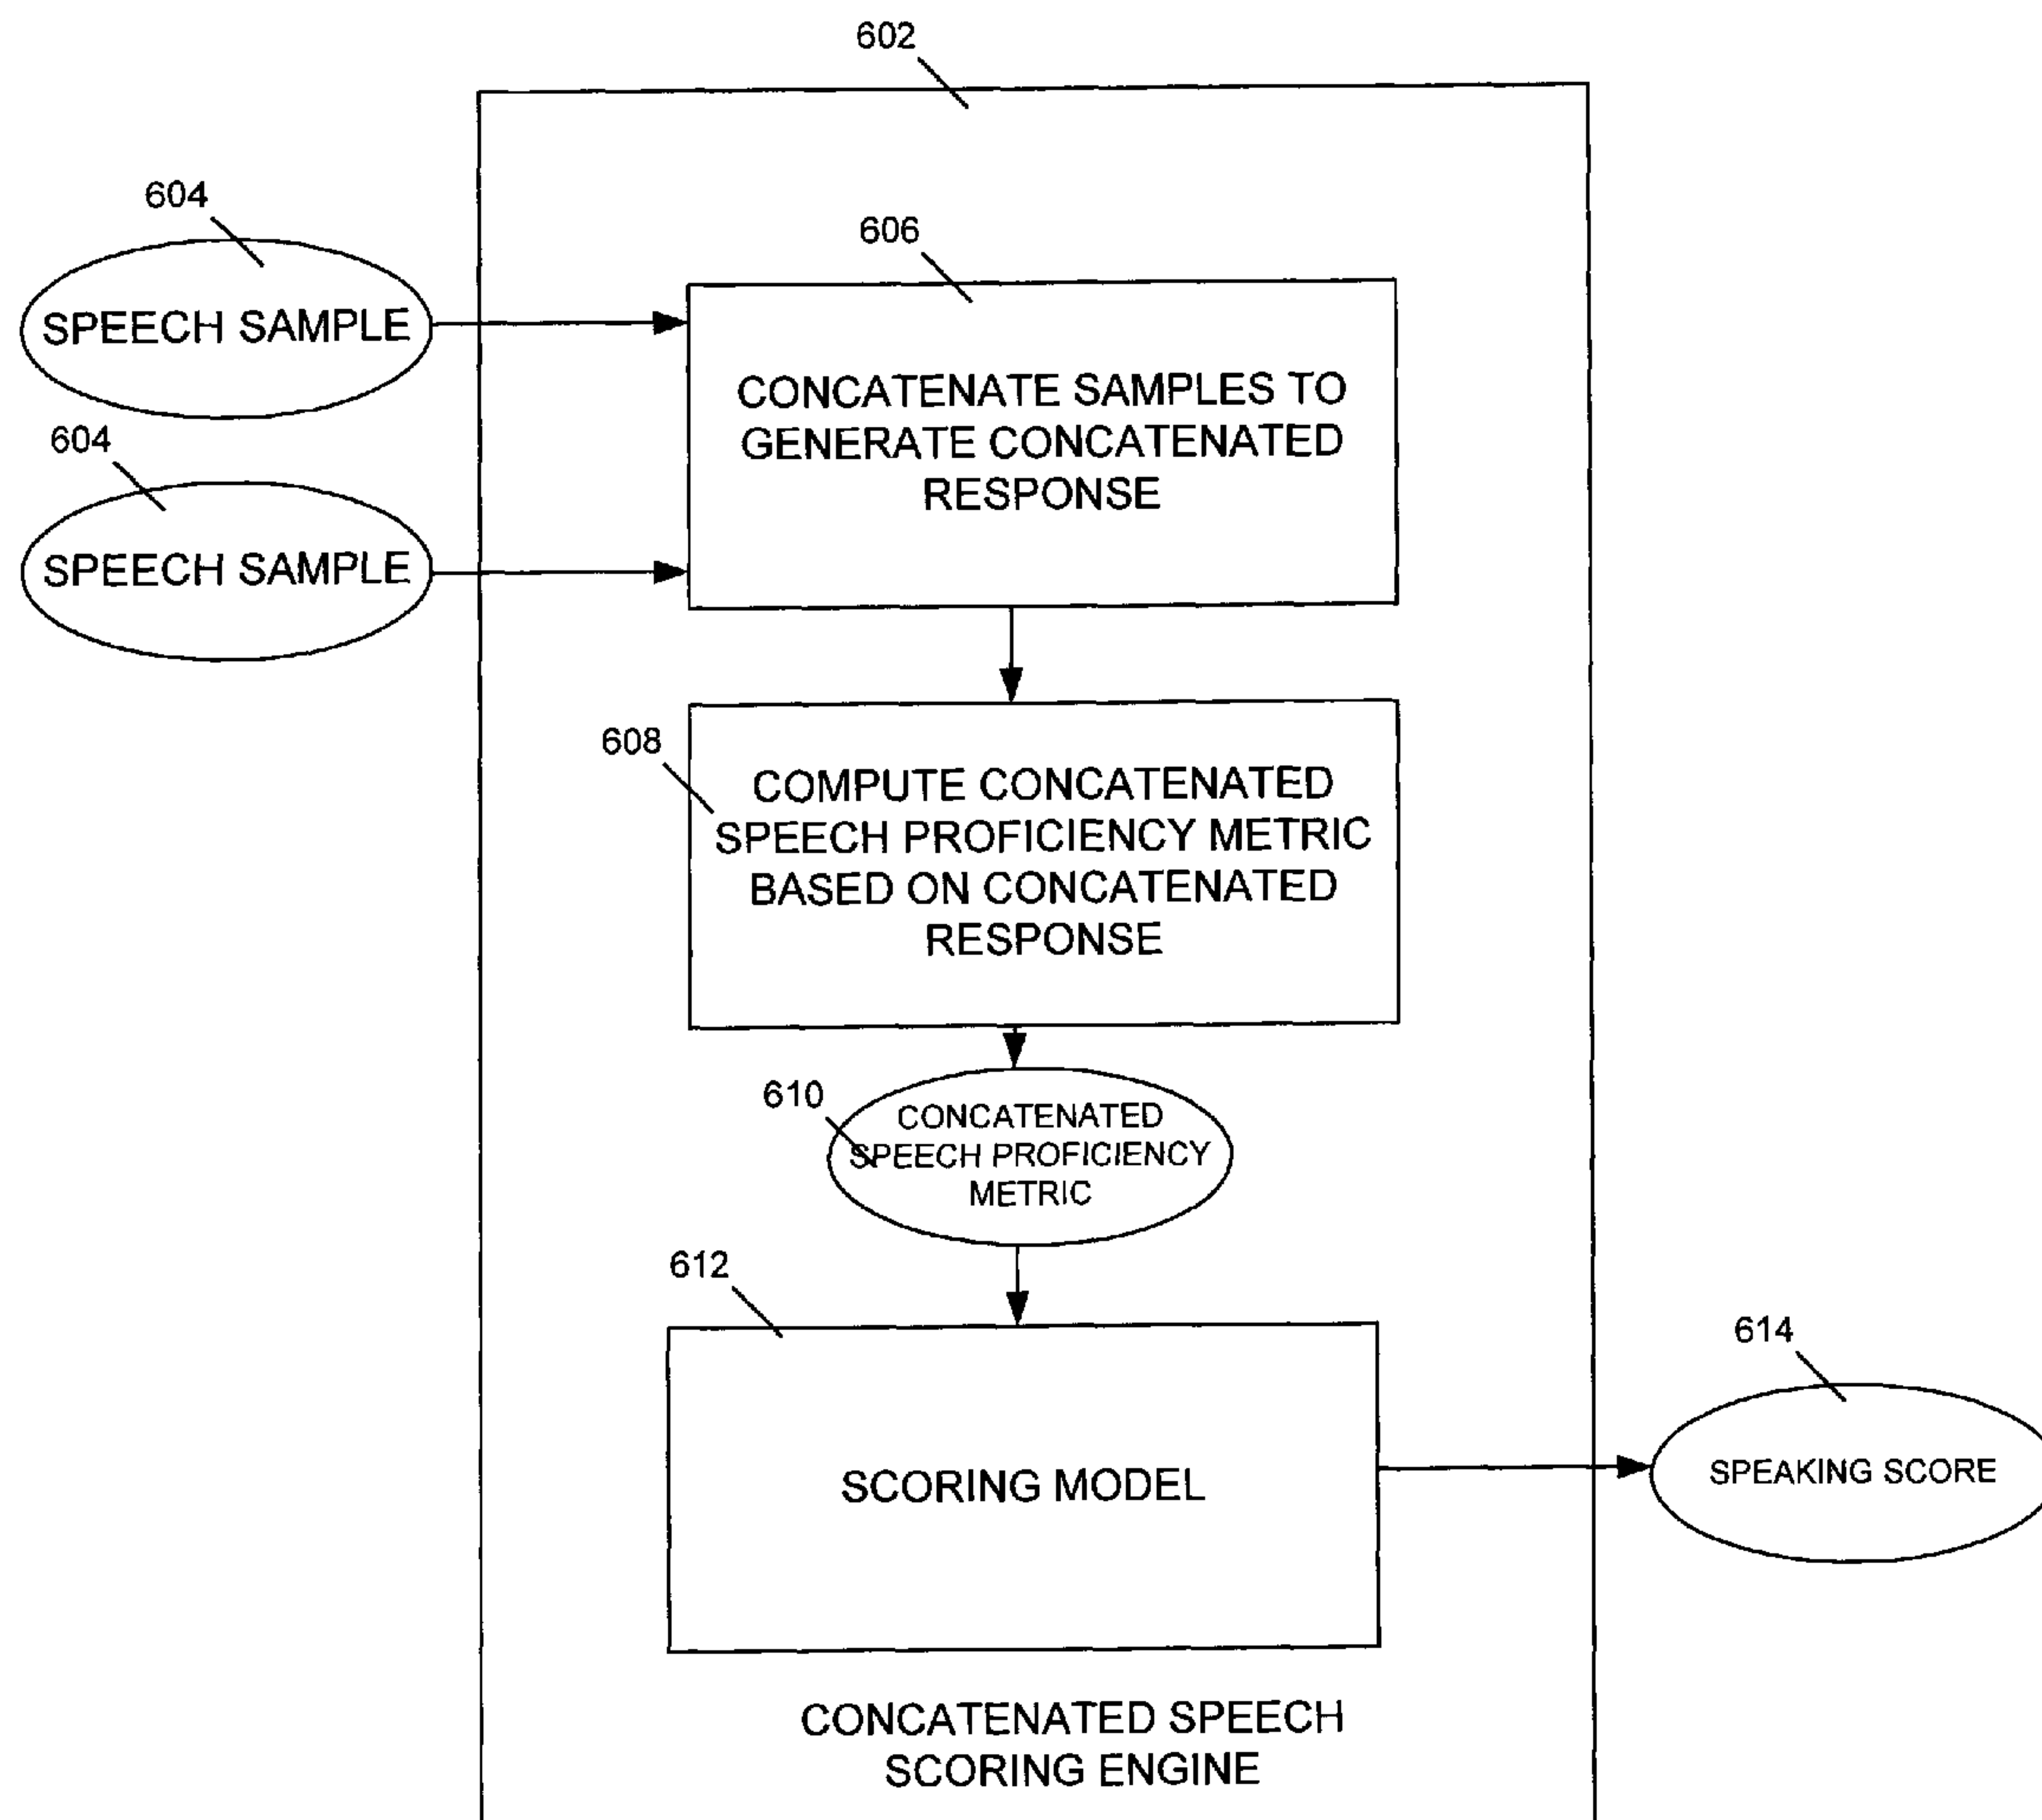 602
604
SPEECH SAMPLE
604
SPEECH SAMPLE
606
CONCATENATE SAMPLES TO
GENERATE CONCATENATED
RESPONSE
608
COMPUTE CONCATENATED
SPEECH PROFICIENCY METRIC
BASED ON CONCATENATED
RESPONSE
610
CONCATENATED
SPEECH PROFICIENCY
METRIC
612
SCORING MODEL
614
SPEAKING SCORE
CONCATENATED SPEECH
SCORING ENGINE